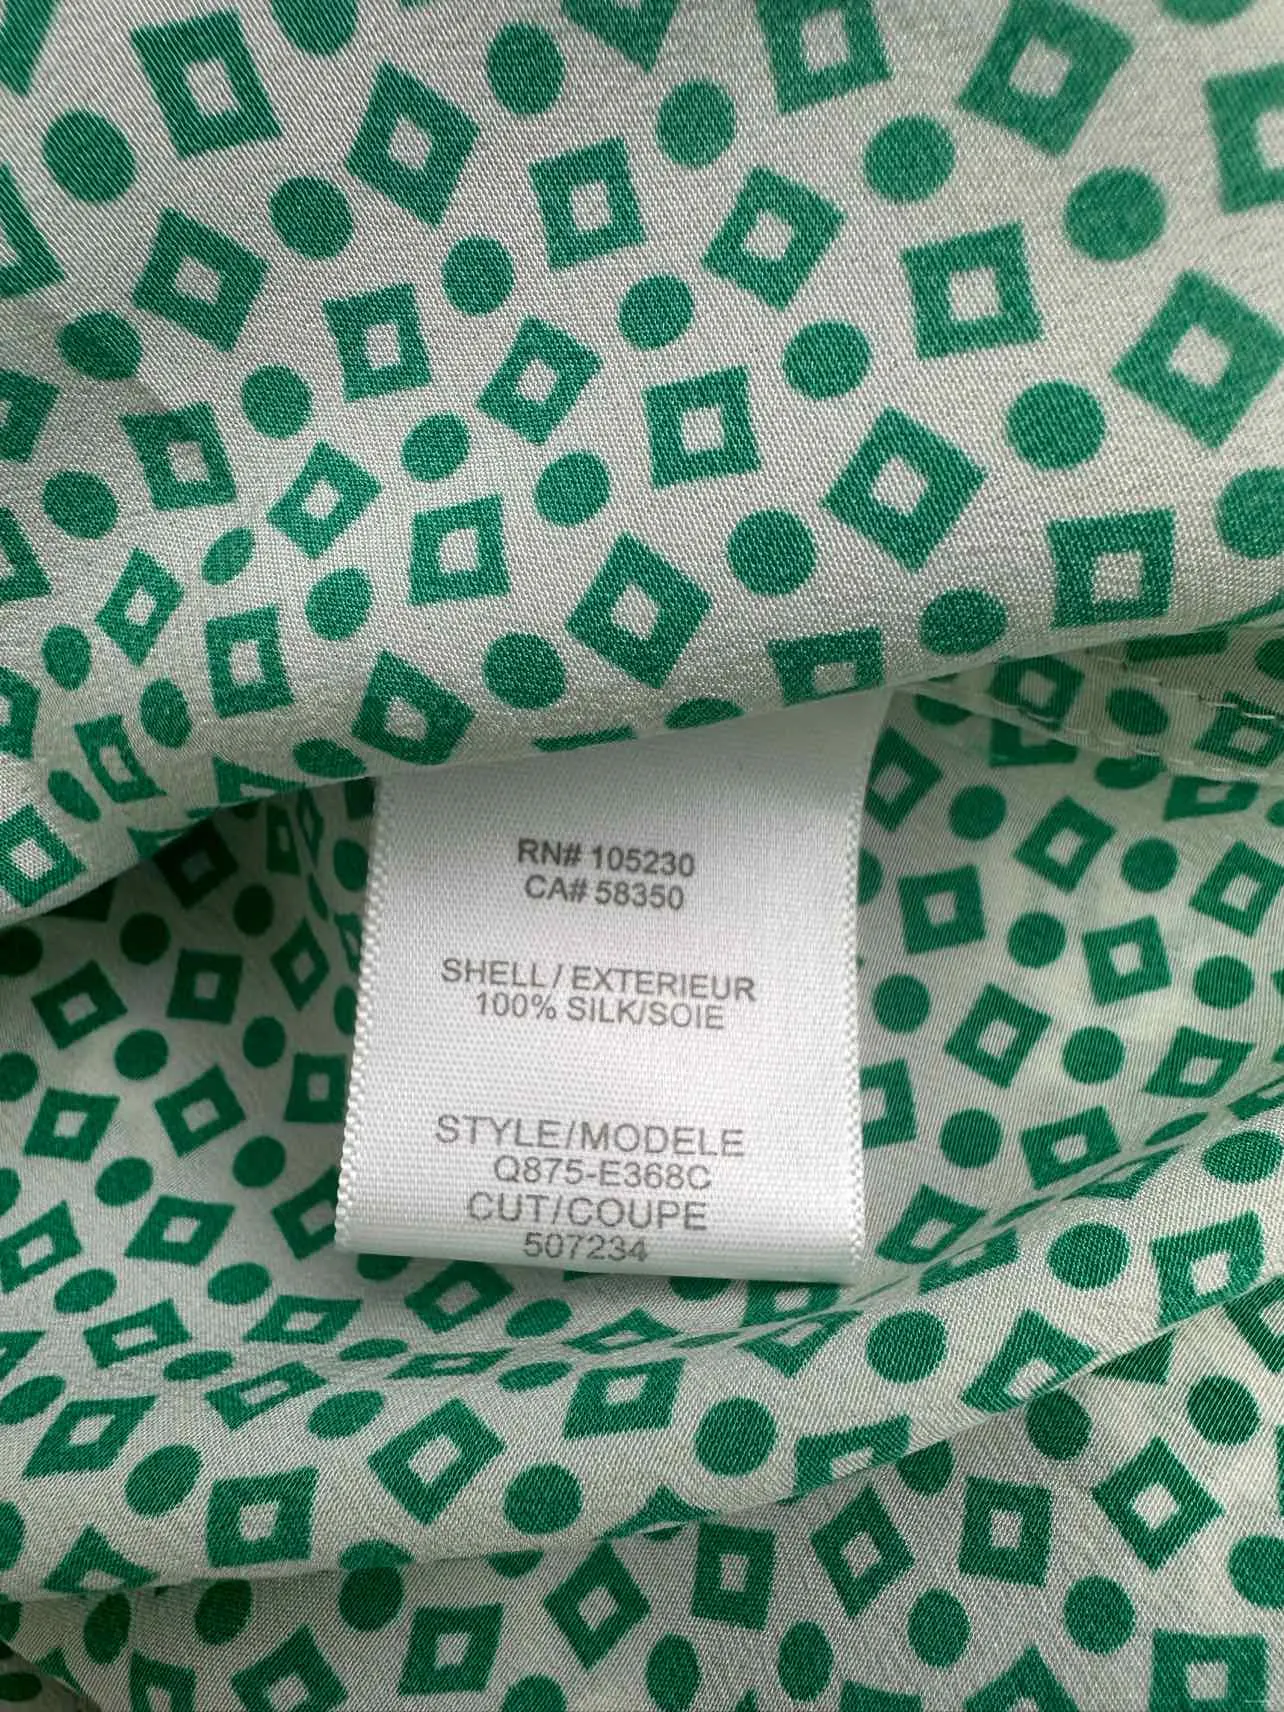 RN# 105230
CA# 58350
SHELL/EXTERIEUR
100% SILK/SOIE
STYLE/MODELE
Q875-E368C
CUT/COUPE
507234